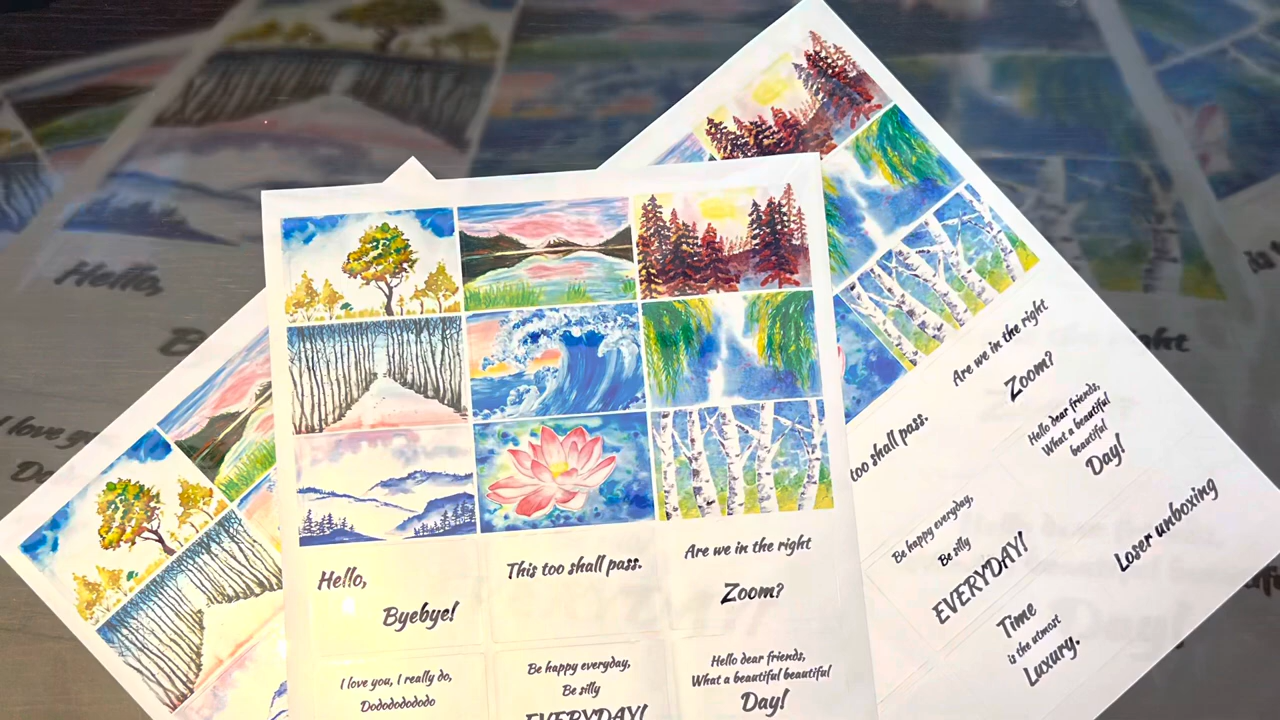 Hello,
Byebye!
This too shall pass.
Are we in the right
Zoom?
I love you, I really do,
Dododododododo
Be happy everyday,
Be silly
EVERYDAY!
Hello dear friends,
What a beautiful beautiful
Day!
Are we in the right
Zoom?
too shall pass.
Hello dear friends,
What a beautiful
beautiful
Day!
Be happy everyday,
Be silly
EVERYDAY!
Loser unboxing
Time
is the utmost
Luxury.
Hello,